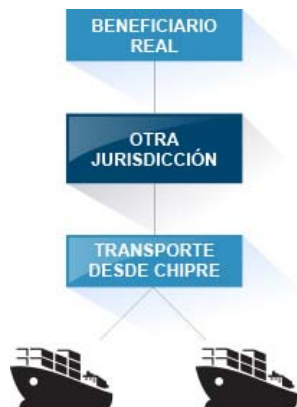 BENEFICIARIO
REAL
OTRA
JURISDICCIÓN
TRANSPORTE
DESDE CHIPRE